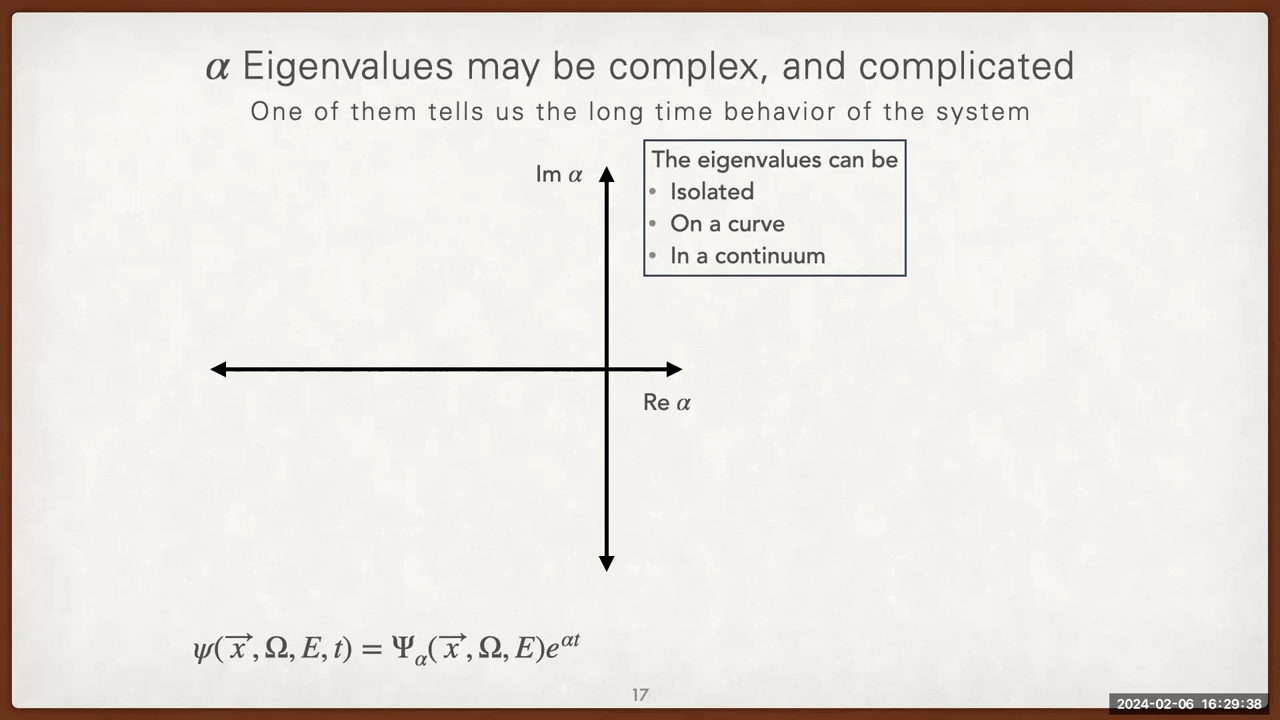 α Eigenvalues may be complex, and complicated
One of them tells us the long time behavior of the system
Im α
The eigenvalues can be
• Isolated
• On a curve
• In a continuum
Re α
ψ(x⃗, Ω, E, t) = Ψ_α(x⃗, Ω, E)e^{αt}
17
2024-02-06 16:29:38